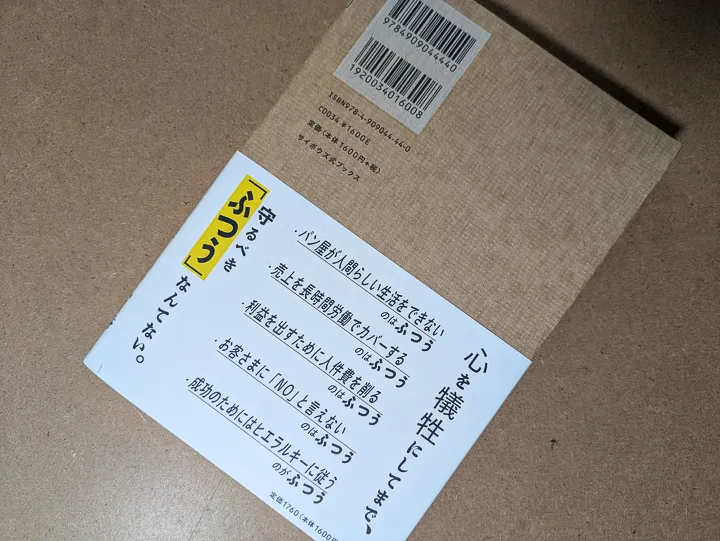 9784909044440
1920034016008
ISBN978-4-909044-44-0
C0034 ¥1600E
定価(本体1600円+税)
サイボウズ式ブックス
心を犠牲にしてまで、
・パン屋が人間らしい生活をできない
のはふつう
・売上を長時間労働でカバーする
のはふつう
・利益を出すために人件費を削る
のはふつう
・お客さまに「NO」と言えない
のはふつう
・成功のためにはヒエラルキーに従う
のがふつう
守るべき
「ふつう」なんてない。
定価1760(本体1600円